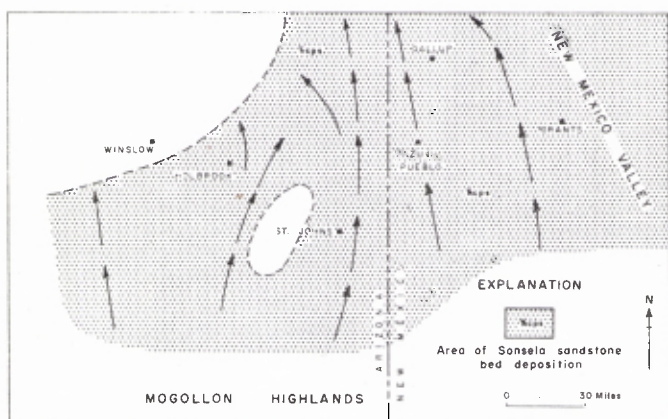 GALLUP
WINSLOW
HOLBROOK
GRANTS
ZUNI
PUEBLO
ST. JOHNS
NEW MEXICO VALLEY
ARIZONA
NEW MEXICO
MOGOLLON HIGHLANDS
EXPLANATION
Area of Sonsela sandstone
bed deposition
N
0 30 Miles